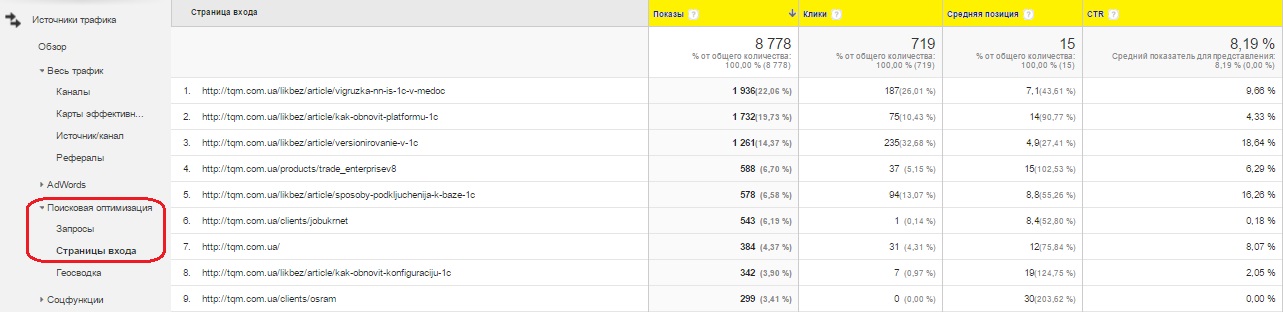 Источники трафика
Обзор
Весь трафик
Каналы
Карты эффективн...
Источник/канал
Рефералы
AdWords
Поисковая оптимизация
Запросы
Страницы входа
Геосводка
Соцфункции
Страница входа Показы ? Клики ? Средняя позиция ? CTR ?
8 778 719 15 8,19 %
% от общего количества: % от общего количества: % от общего количества: Средний показатель для представления:
100,00 % (8 778) 100,00 % (719) 100,00 % (15) 8,19 % (0,00 %)
1. http://tqm.com.ua/likbez/article/vigruzka-nn-is-1c-v-medoc 1 936(22,06 %) 187(26,01 %) 7,1(43,61 %) 9,66 %
2. http://tqm.com.ua/likbez/article/kak-obnovit-platformu-1c 1 732(19,73 %) 75(10,43 %) 14(90,77 %) 4,33 %
3. http://tqm.com.ua/likbez/article/versionirovanie-v-1c 1 261(14,37 %) 235(32,68 %) 4,9(27,41 %) 18,64 %
4. http://tqm.com.ua/products/trade_enterprisev8 588 (6,70 %) 37 (5,15 %) 15(102,53 %) 6,29 %
5. http://tqm.com.ua/likbez/article/sposoby-podkljuchenija-k-baze-1c 578 (6,58 %) 94(13,07 %) 8,8(55,26 %) 16,26 %
6. http://tqm.com.ua/clients/jobukrnet 543 (6,19 %) 1 (0,14 %) 8,4(52,80 %) 0,18 %
7. http://tqm.com.ua/ 384 (4,37 %) 31 (4,31 %) 12(75,84 %) 8,07 %
8. http://tqm.com.ua/likbez/article/kak-obnovit-konfiguraciju-1c 342 (3,90 %) 7 (0,97 %) 19(124,75 %) 2,05 %
9. http://tqm.com.ua/clients/osram 299 (3,41 %) 0 (0,00 %) 30(203,62 %) 0,00 %